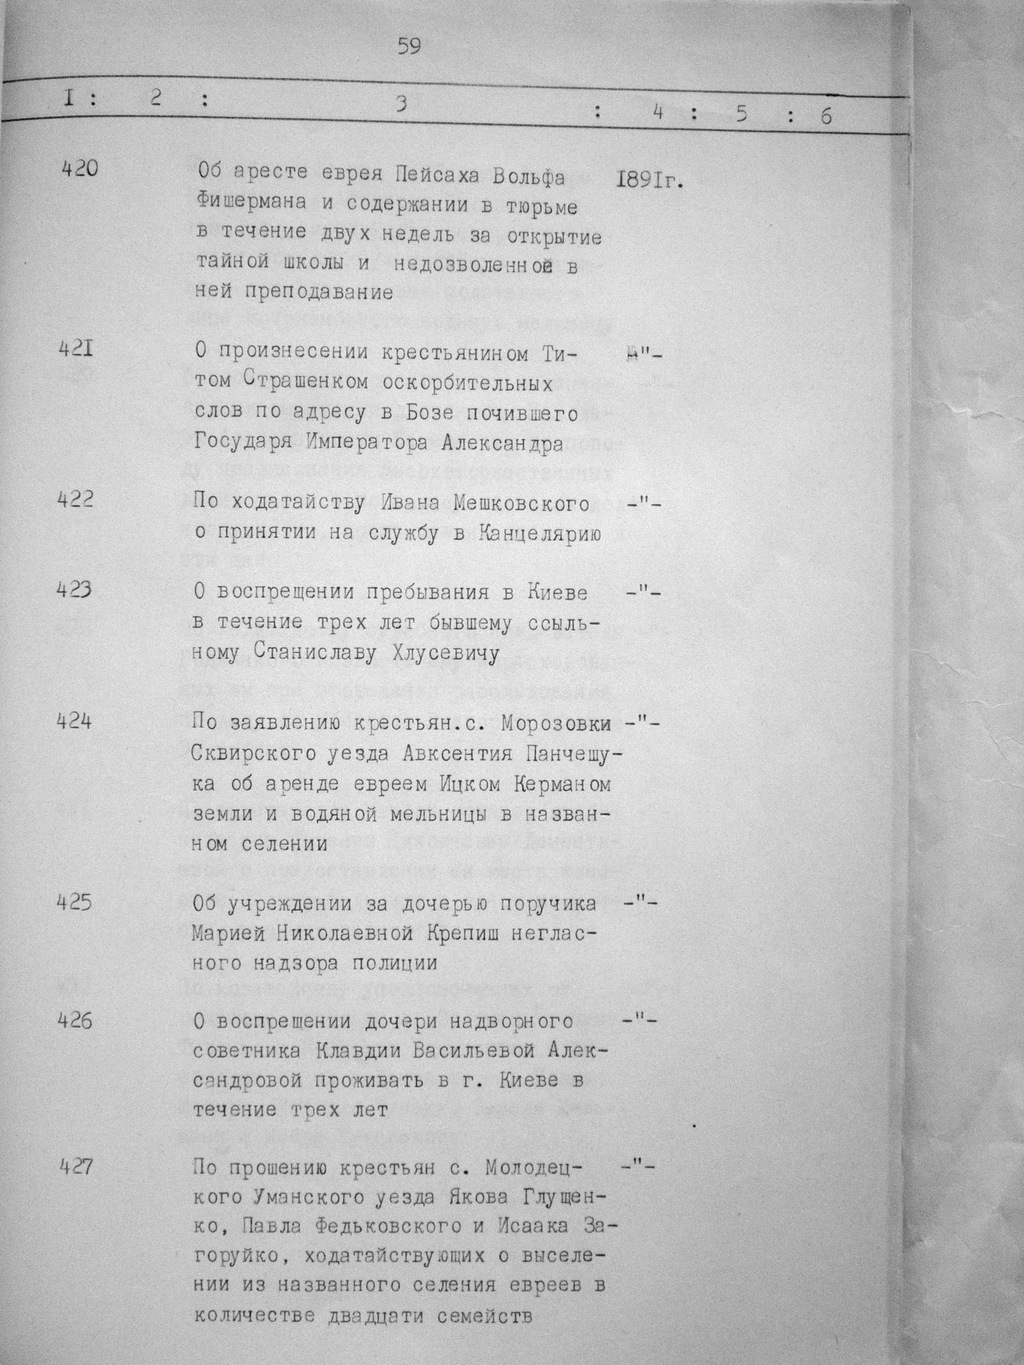 59
I : 2 : 3 : 4 : 5 : 6
420 Об аресте еврея Пейсаха Вольфа 1891г.
Фишермана и содержании в тюрьме
в течение двух недель за открытие
тайной школы и недозволенной в
ней преподавание
421 О произнесении крестьянином Ти- -"-
том Страшенком оскорбительных
слов по адресу в Бозе почившего
Государя Императора Александра
422 По ходатайству Ивана Мешковского -"-
о принятии на службу в Канцелярию
423 О воспрещении пребывания в Киеве -"-
в течение трех лет бывшему ссыль-
ному Станиславу Хлусевичу
424 По заявлению крестьян.с. Морозовки -"-
Сквирского уезда Авксентия Панчешу-
ка об аренде евреем Ицком Керманом
земли и водяной мельницы в назван-
ном селении
425 Об учреждении за дочерью поручика -"-
Марией Николаевной Крепиш неглас-
ного надзора полиции
426 О воспрещении дочери надворного -"-
советника Клавдии Васильевой Алек-
сандровой проживать в г. Киеве в
течение трех лет
427 По прошению крестьян с. Молодец- -"-
кого Уманского уезда Якова Глущен-
ко, Павла Федьковского и Исаака За-
горуйко, ходатайствующих о выселе-
нии из названного селения евреев в
количестве двадцати семейств